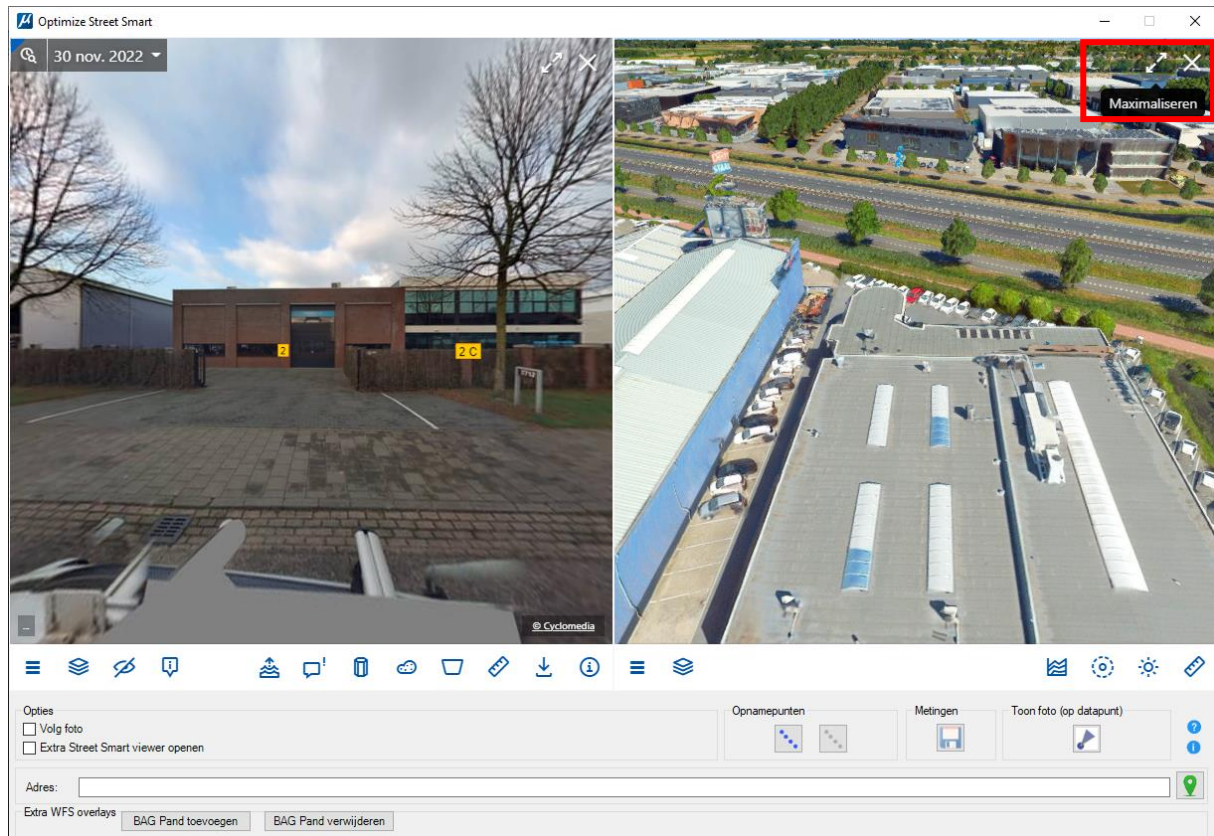 Optimize Street Smart
30 nov. 2022
Maximaliseren
2
2 C
© Cyclomedia
Opties
Volg foto
Extra Street Smart viewer openen
Opnamepunten
Metingen
Toon foto (op datapunt)
Adres:
Extra WFS overlays
BAG Pand toevoegen
BAG Pand verwijderen